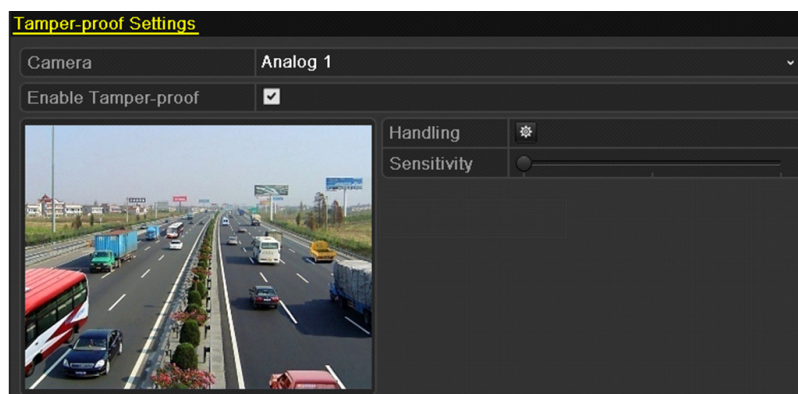 Tamper-proof Settings
Camera Analog 1
Enable Tamper-proof
Handling
Sensitivity